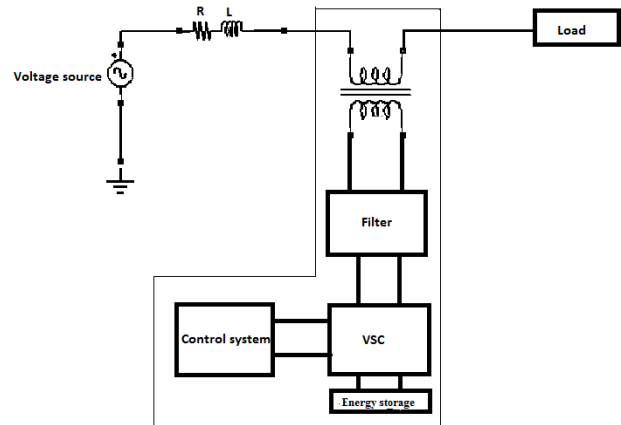 R L
Load
Voltage source
Filter
Control system
VSC
Energy storage